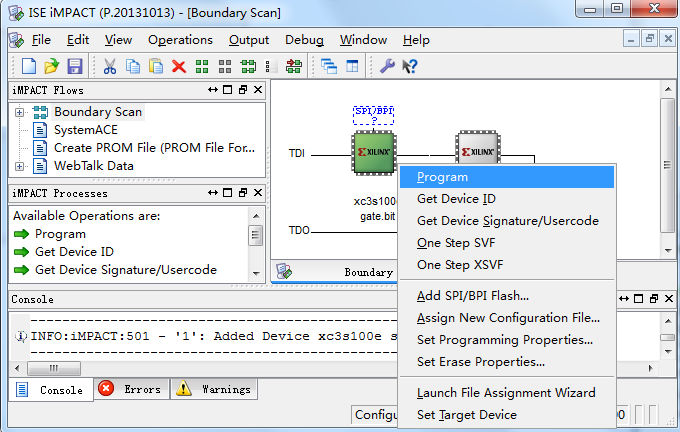 ISE iMPACT (P.20131013) - [Boundary Scan]
File Edit View Operations Output Debug Window Help
iMPACT Flows
Boundary Scan
SystemACE
Create PROM File (PROM File For...
WebTalk Data
iMPACT Processes
Available Operations are:
Program
Get Device ID
Get Device Signature/Usercode
SPI/BPI
?
TDI
XILINX
XILINX
xc3s100e
gate.bit
TDO
Boundary
Program
Get Device ID
Get Device Signature/Usercode
One Step SVF
One Step XSVF
Add SPI/BPI Flash...
Assign New Configuration File...
Set Programming Properties...
Set Erase Properties...
Launch File Assignment Wizard
Set Target Device
Console
INFO:iMPACT:501 - '1': Added Device xc3s100e s
Console Errors Warnings
Configu